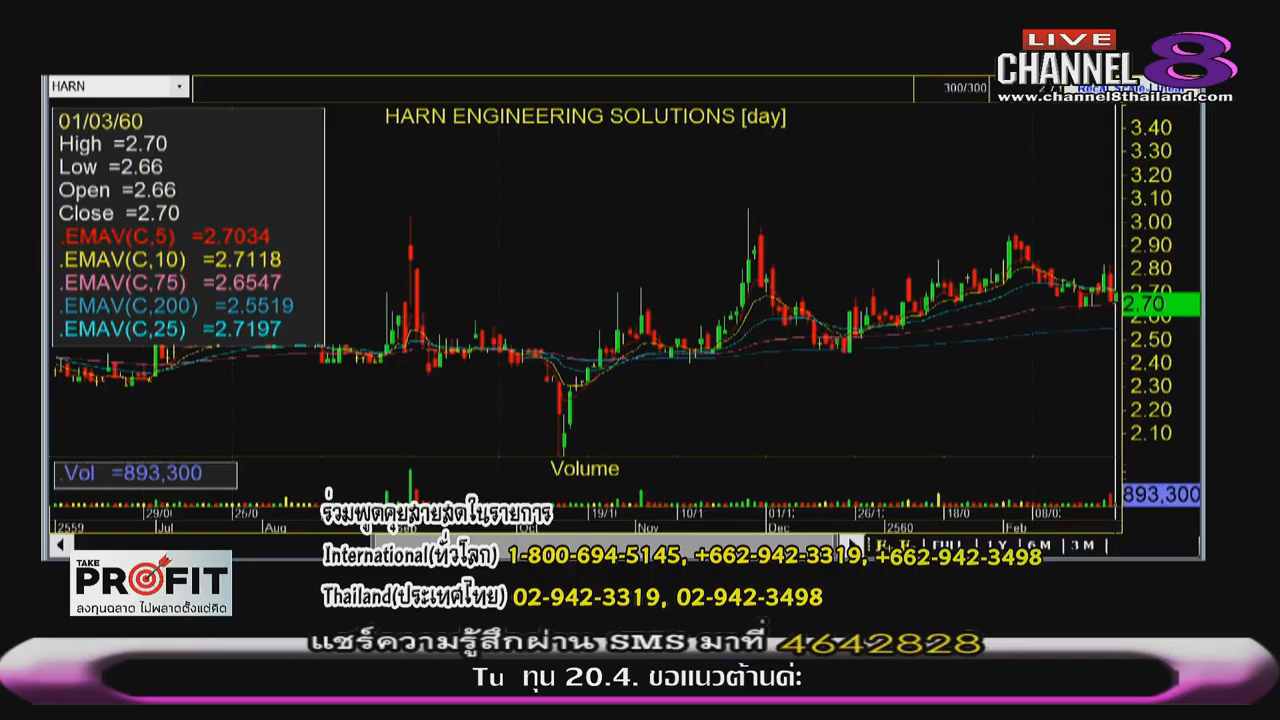 LIVE
CHANNEL 8
www.channel8thailand.com
HARN
300/300
HARN ENGINEERING SOLUTIONS [day]
01/03/60
High =2.70
Low =2.66
Open =2.66
Close =2.70
.EMAV(C,5) =2.7034
.EMAV(C,10) =2.7118
.EMAV(C,75) =2.6547
.EMAV(C,200) =2.5519
.EMAV(C,25) =2.7197
3.40
3.30
3.20
3.10
3.00
2.90
2.80
2.70
2.70
2.60
2.50
2.40
2.30
2.20
2.10
.Vol =893,300
Volume
893,300
25/0 19/1 10/1 01/1 26/1 18/0 08/0
2559 Jul Aug Sep Oct Nov Dec 2560 Feb
1 Y 6 M 3 M
ร่วมพูดคุยสายสดในรายการ
International(ทั่วโลก) 1-800-694-5145, +662-942-3319, +662-942-3498
Thailand(ประเทศไทย) 02-942-3319, 02-942-3498
TAKE
PROFIT
ลงทุนฉลาด ไม่พลาดตั้งแต่คิด
แชร์ความรู้สึกผ่าน SMS มาที่ 4642828
Tu ทุน 20.4. ขอแนวต้านค่ะ